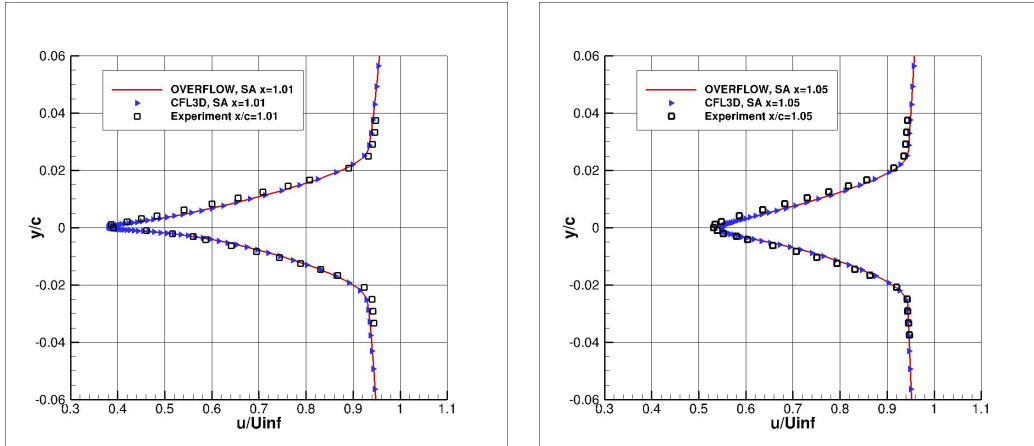 0.06
0.04
0.02
0
-0.02
-0.04
-0.06
y/c
OVERFLOW, SA x=1.01
CFL3D, SA x=1.01
Experiment x/c=1.01
0.3 0.4 0.5 0.6 0.7 0.8 0.9 1 1.1
u/Uinf
0.06
0.04
0.02
0
-0.02
-0.04
-0.06
y/c
OVERFLOW, SA x=1.05
CFL3D, SA x=1.05
Experiment x/c=1.05
0.3 0.4 0.5 0.6 0.7 0.8 0.9 1 1.1
u/Uinf